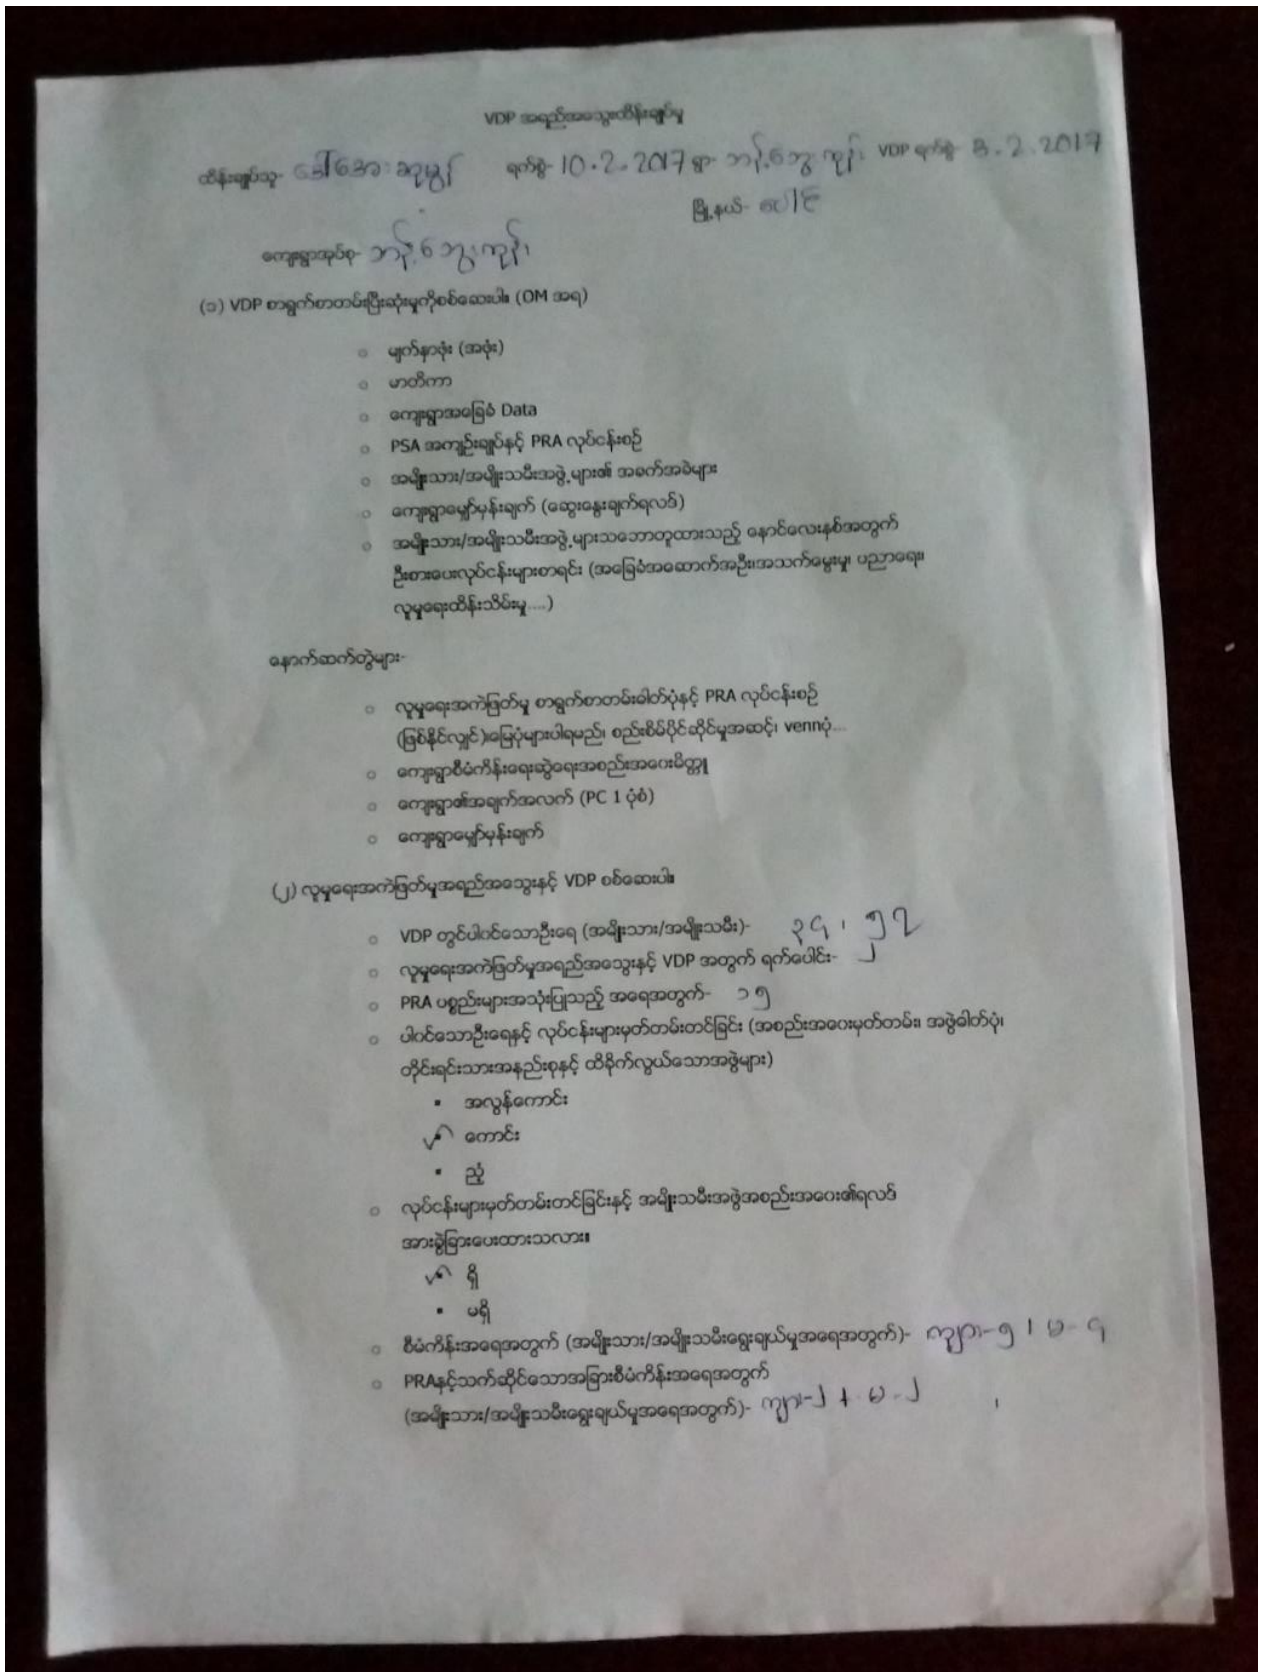 VDP အရည်အသွေးထိန်းချုပ်မှု
ထိန်းချုပ်သူ- ဒေါ်အေးဆုမွန် ရက်စွဲ- 10.2.2017 ရွာ- ဘန့်ဘွေးကုန်း VDP ရက်စွဲ- 8.2.2017
မြို့နယ်- ပေါင်
ကျေးရွာအုပ်စု- ဘန့်ဘွေးကုန်း
(၁) VDP စာရွက်စာတမ်းပြီးဆုံးမှုကိုစစ်ဆေးပါ။ (OM အရ)
○ မျက်နှာဖုံး (အဖုံး)
○ မာတိကာ
○ ကျေးရွာအခြေခံ Data
○ PSA အကျဉ်းချုပ်နှင့် PRA လုပ်ငန်းစဉ်
○ အမျိုးသား/အမျိုးသမီးအဖွဲ့များ၏ အခက်အခဲများ
○ ကျေးရွာမျှော်မှန်းချက် (ဆွေးနွေးချက်ရလဒ်)
○ အမျိုးသား/အမျိုးသမီးအဖွဲ့များသဘောတူထားသည့် နောင်လေးနှစ်အတွက်
ဦးစားပေးလုပ်ငန်းများစာရင်း (အခြေခံအဆောက်အဦး၊အသက်မွေးမှု၊ ပညာရေး၊
လူမှုရေးထိန်းသိမ်းမှု....)
နောက်ဆက်တွဲများ-
○ လူမှုရေးအကဲဖြတ်မှု စာရွက်စာတမ်းဓါတ်ပုံနှင့် PRA လုပ်ငန်းစဉ်
(ဖြစ်နိုင်လျှင်)၊မြေပုံများပါရမည်၊ စည်းစိမ်ပိုင်ဆိုင်မှုအဆင့်၊ vennပုံ....
○ ကျေးရွာစီမံကိန်းရေးဆွဲရေးအစည်းအဝေးမိတ္တူ
○ ကျေးရွာ၏အချက်အလက် (PC 1 ပုံစံ)
○ ကျေးရွာမျှော်မှန်းချက်
(၂) လူမှုရေးအကဲဖြတ်မှုအရည်အသွေးနှင့် VDP စစ်ဆေးပါ။
○ VDP တွင်ပါဝင်သောဦးရေ (အမျိုးသား/အမျိုးသမီး)- ၃၄ ၊ ၅၇
○ လူမှုရေးအကဲဖြတ်မှုအရည်အသွေးနှင့် VDP အတွက် ရက်ပေါင်း- ၂
○ PRA ပစ္စည်းများအသုံးပြုသည့် အရေအတွက်- ၁၅
○ ပါဝင်သောဦးရေနှင့် လုပ်ငန်းများမှတ်တမ်းတင်ခြင်း (အစည်းအဝေးမှတ်တမ်း၊ အဖွဲဓါတ်ပုံ၊
တိုင်းရင်းသားအနည်းစုနှင့် ထိခိုက်လွယ်သောအဖွဲများ)
▪ အလွန်ကောင်း
✓ ကောင်း
▪ ညံ့
○ လုပ်ငန်းများမှတ်တမ်းတင်ခြင်းနှင့် အမျိုးသမီးအဖွဲအစည်းအဝေး၏ရလဒ်
အားခွဲခြားပေးထားသလား။
✓ ရှိ
▪ မရှိ
○ စီမံကိန်းအရေအတွက် (အမျိုးသား/အမျိုးသမီးရွေးချယ်မှုအရေအတွက်)- ကျား-၅ ၊ မ-၄
○ PRAနှင့်သက်ဆိုင်သောအခြားစီမံကိန်းအရေအတွက်
(အမျိုးသား/အမျိုးသမီးရွေးချယ်မှုအရေအတွက်)- ကျား-၂ + မ-၂